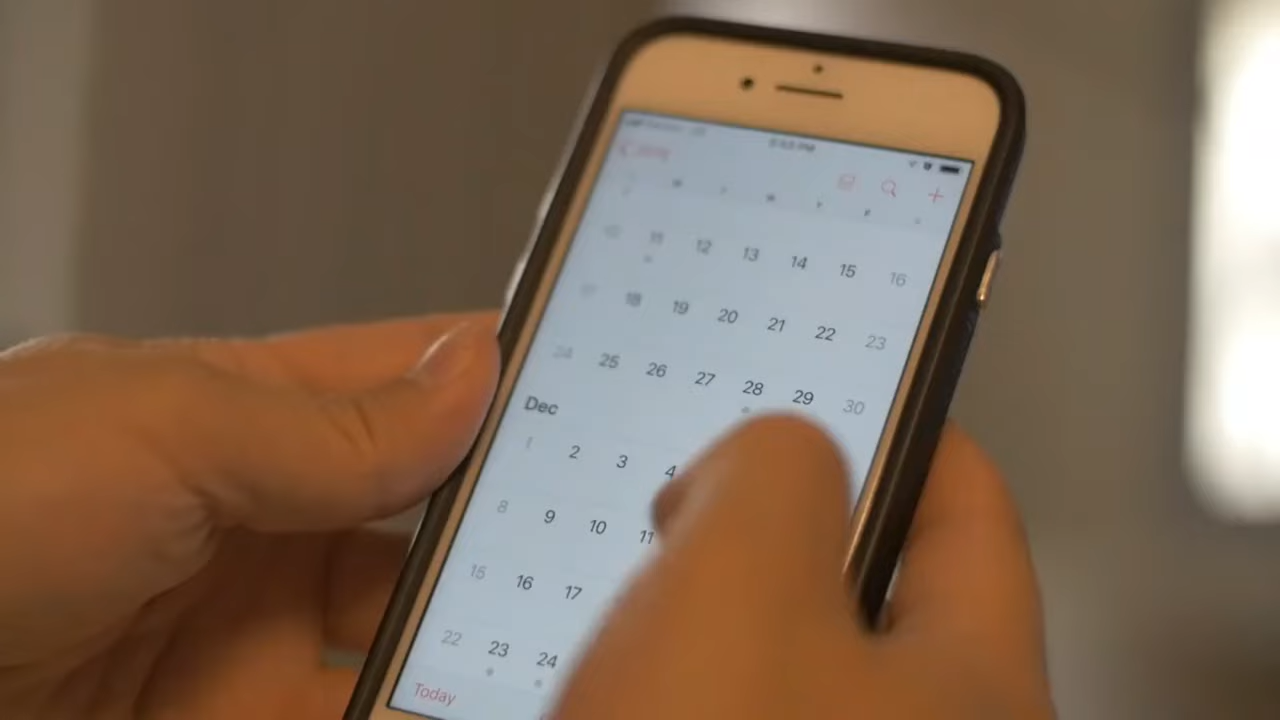 10 11 12 13 14 15 16
18 19 20 21 22 23
24 25 26 27 28 29 30
Dec
1 2 3 4
8 9 10 11
15 16 17
22 23 24
Today